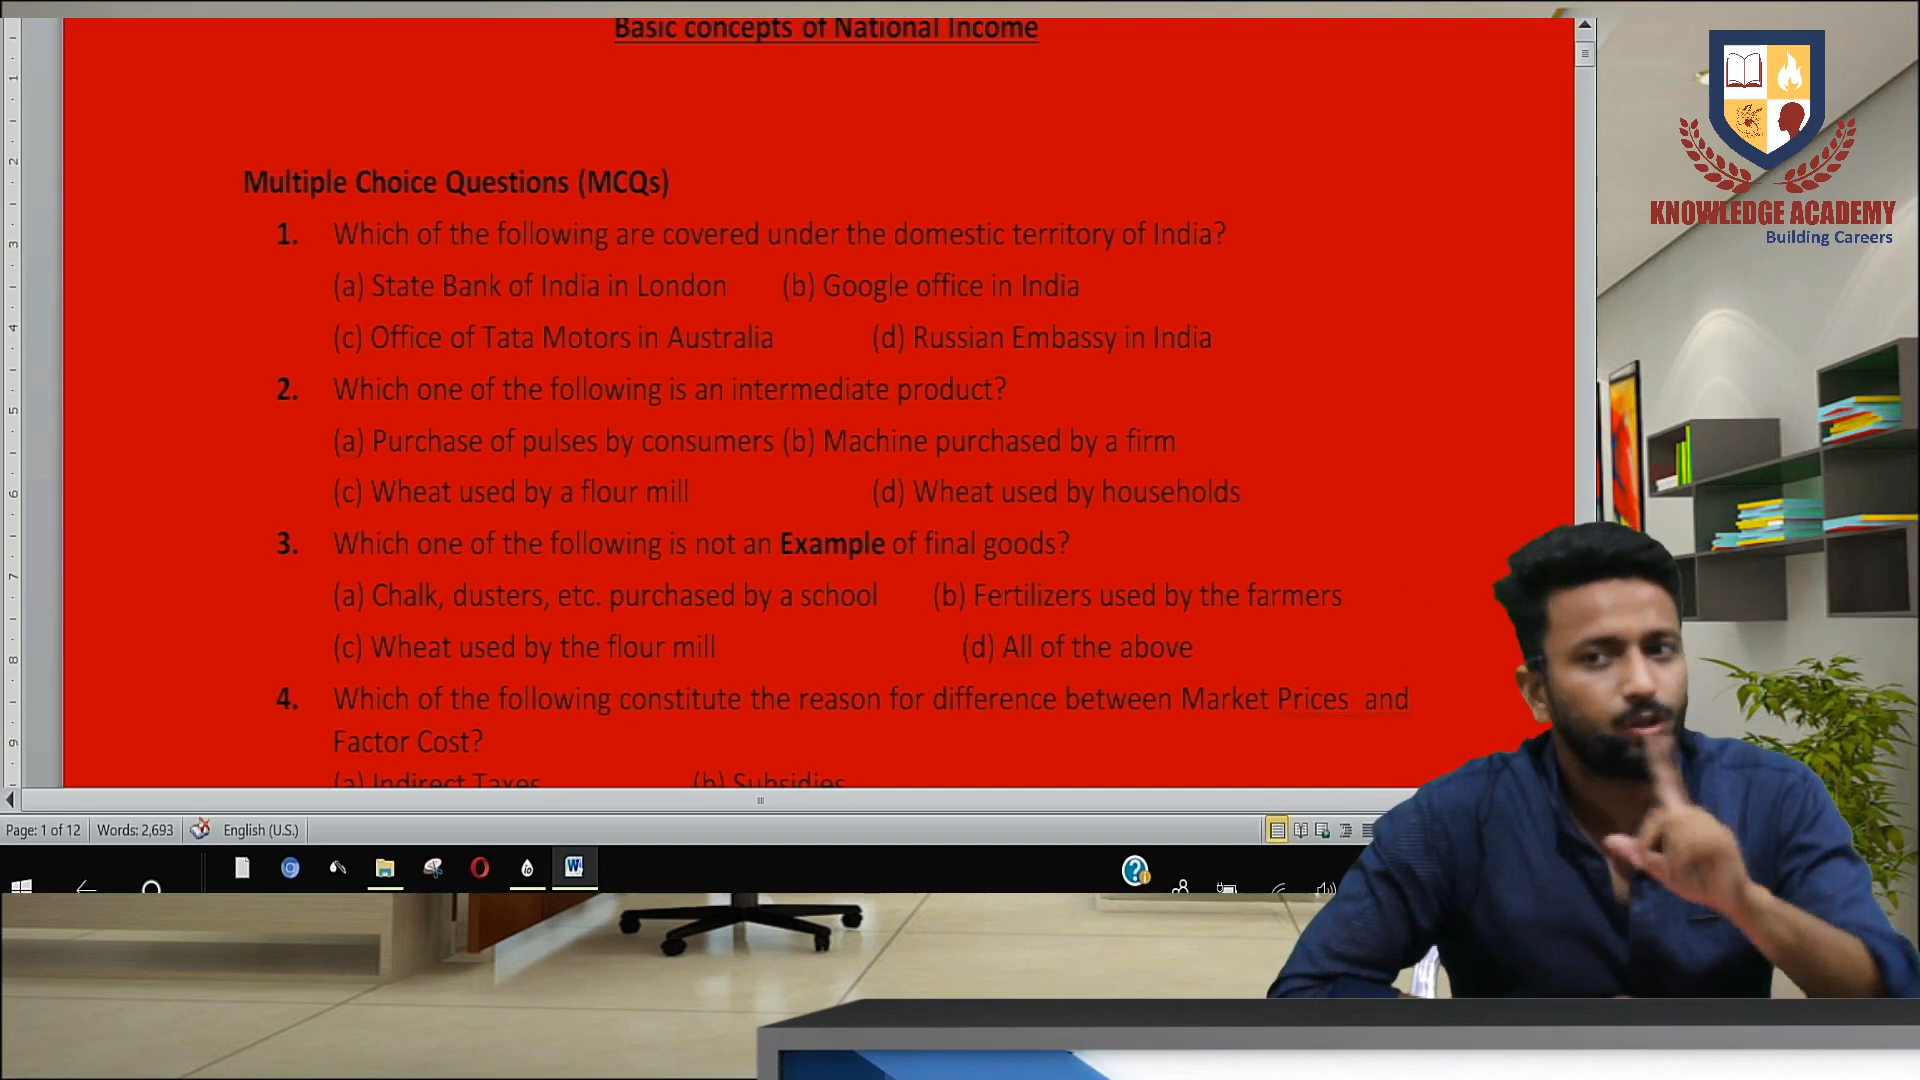 Basic concepts of National Income
KNOWLEDGE ACADEMY
Building Careers
Multiple Choice Questions (MCQs)
1. Which of the following are covered under the domestic territory of India?
(a) State Bank of India in London (b) Google office in India
(c) Office of Tata Motors in Australia (d) Russian Embassy in India
2. Which one of the following is an intermediate product?
(a) Purchase of pulses by consumers (b) Machine purchased by a firm
(c) Wheat used by a flour mill (d) Wheat used by households
3. Which one of the following is not an Example of final goods?
(a) Chalk, dusters, etc. purchased by a school (b) Fertilizers used by the farmers
(c) Wheat used by the flour mill (d) All of the above
4. Which of the following constitute the reason for difference between Market Prices and
Factor Cost?
(a) Indirect Taxes (b) Subsidies
Page: 1 of 12 Words: 2,693 English (U.S.)